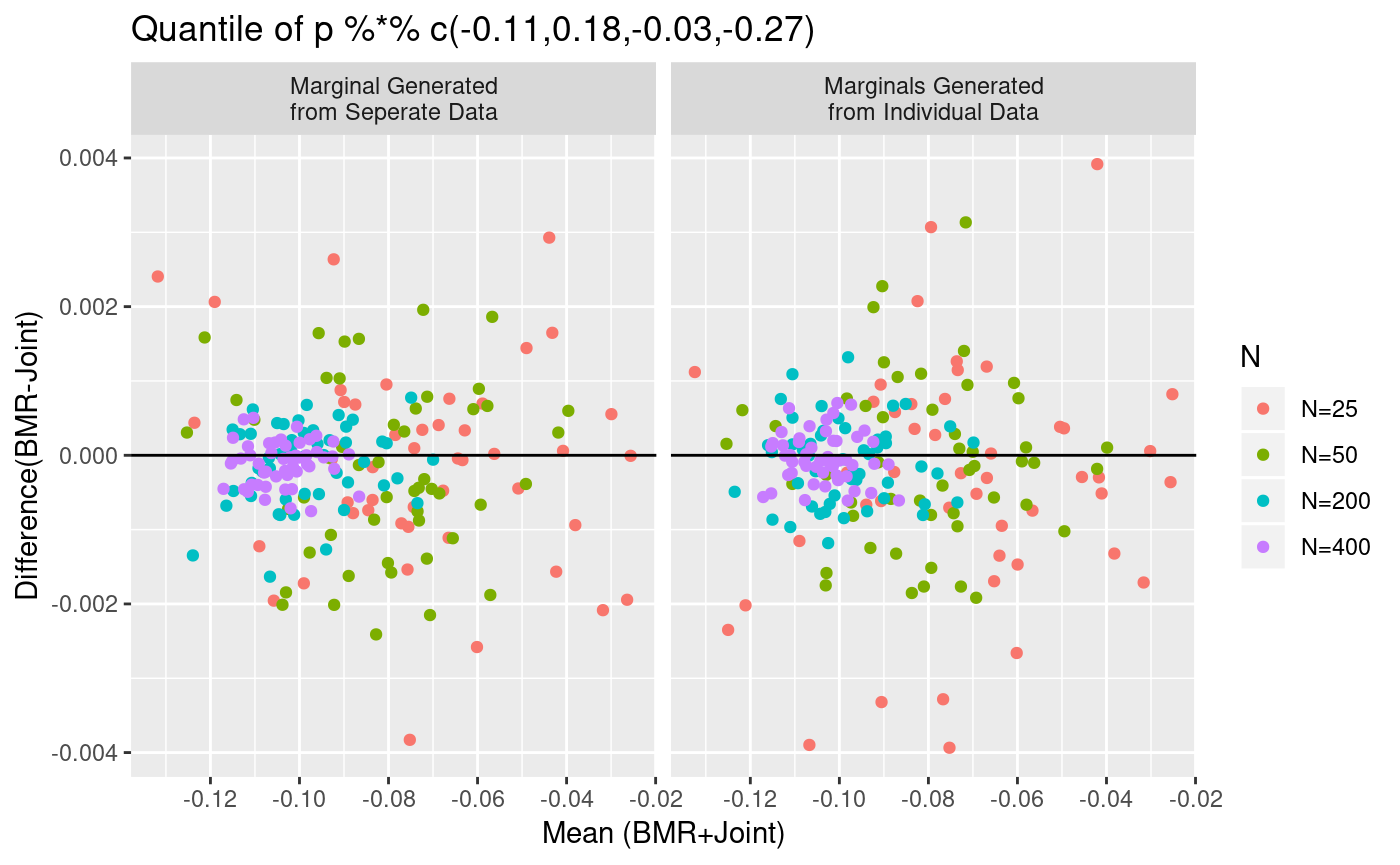 Quantile of p %*% c(-0.11,0.18,-0.03,-0.27)
Marginal Generated
from Seperate Data
Marginals Generated
from Individual Data
Difference(BMR-Joint)
0.004
0.002
0.000
-0.002
-0.004
-0.12
-0.10
-0.08
-0.06
-0.04
-0.02
-0.12
-0.10
-0.08
-0.06
-0.04
-0.02
Mean (BMR+Joint)
N
N=25
N=50
N=200
N=400